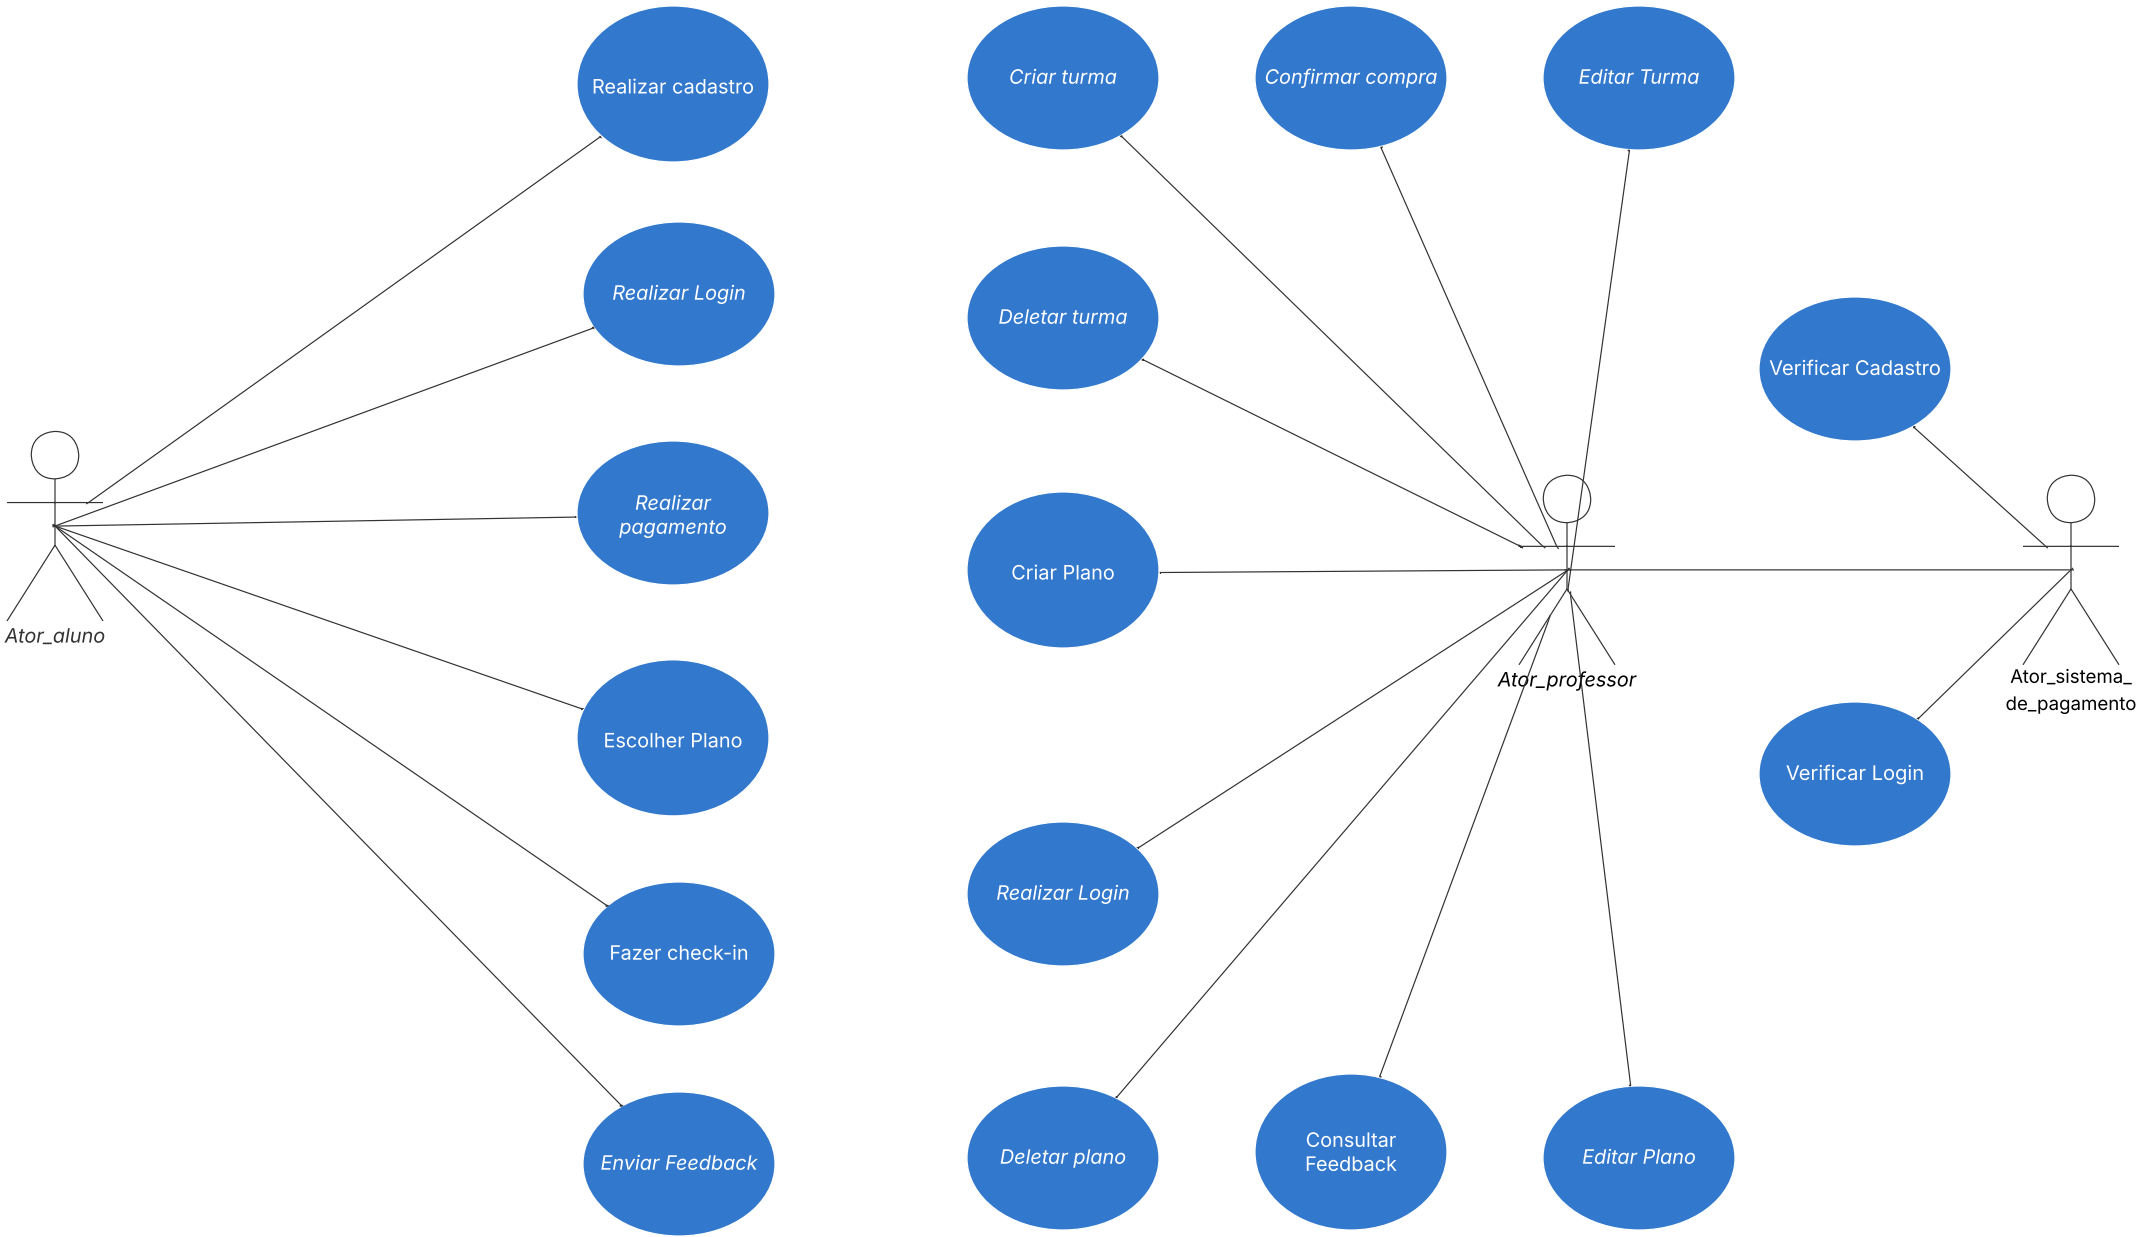 Realizar cadastro
Realizar Login
Realizar
pagamento
Ator_aluno
Escolher Plano
Fazer check-in
Enviar Feedback
Criar turma
Confirmar compra
Editar Turma
Deletar turma
Verificar Cadastro
Criar Plano
Ator_professor
Ator_sistema_
de_pagamento
Verificar Login
Realizar Login
Deletar plano
Consultar
Feedback
Editar Plano